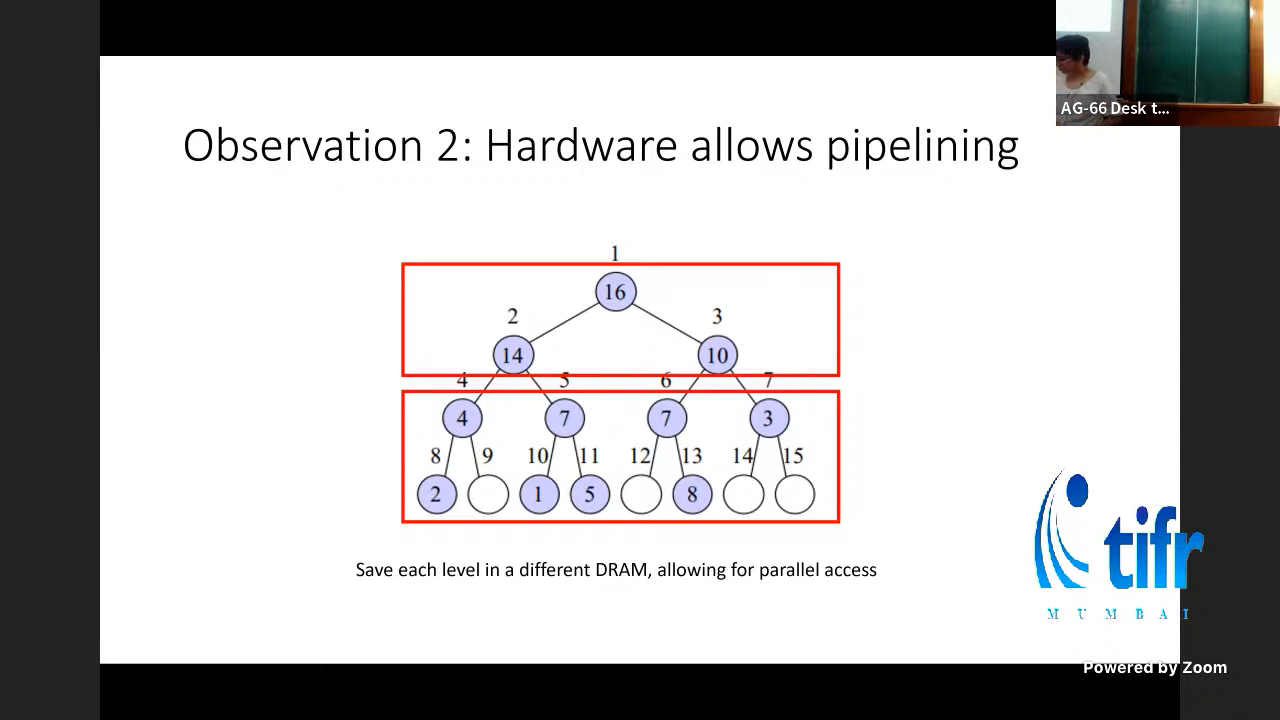 AG-66 Desk t...
Observation 2: Hardware allows pipelining
1
16
2 3
14 10
4 5 6 7
4 7 7 3
8 9 10 11 12 13 14 15
2 1 5 8
Save each level in a different DRAM, allowing for parallel access
tifr
MUMBAI
Powered by Zoom